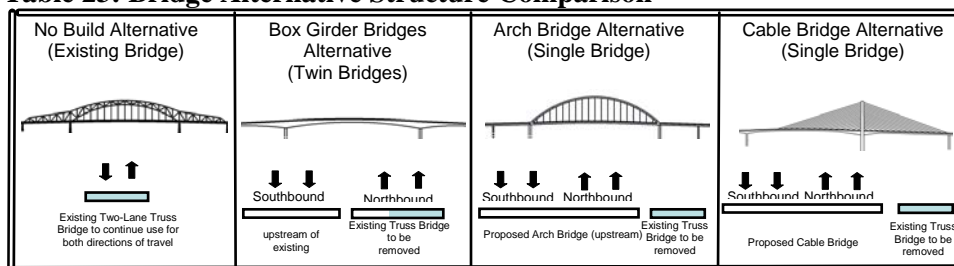 Table 23: Bridge Alternative Structure Comparison
No Build Alternative
(Existing Bridge)
Existing Two-Lane Truss
Bridge to continue use for
both directions of travel
Box Girder Bridges
Alternative
(Twin Bridges)
Southbound
Northbound
upstream of
existing
Existing Truss Bridge
to be
removed
Arch Bridge Alternative
(Single Bridge)
Southbound
Northbound
Proposed Arch Bridge (upstream)
Existing Truss
Bridge to be
removed
Cable Bridge Alternative
(Single Bridge)
Southbound
Northbound
Proposed Cable Bridge
Existing Truss
Bridge to be
removed